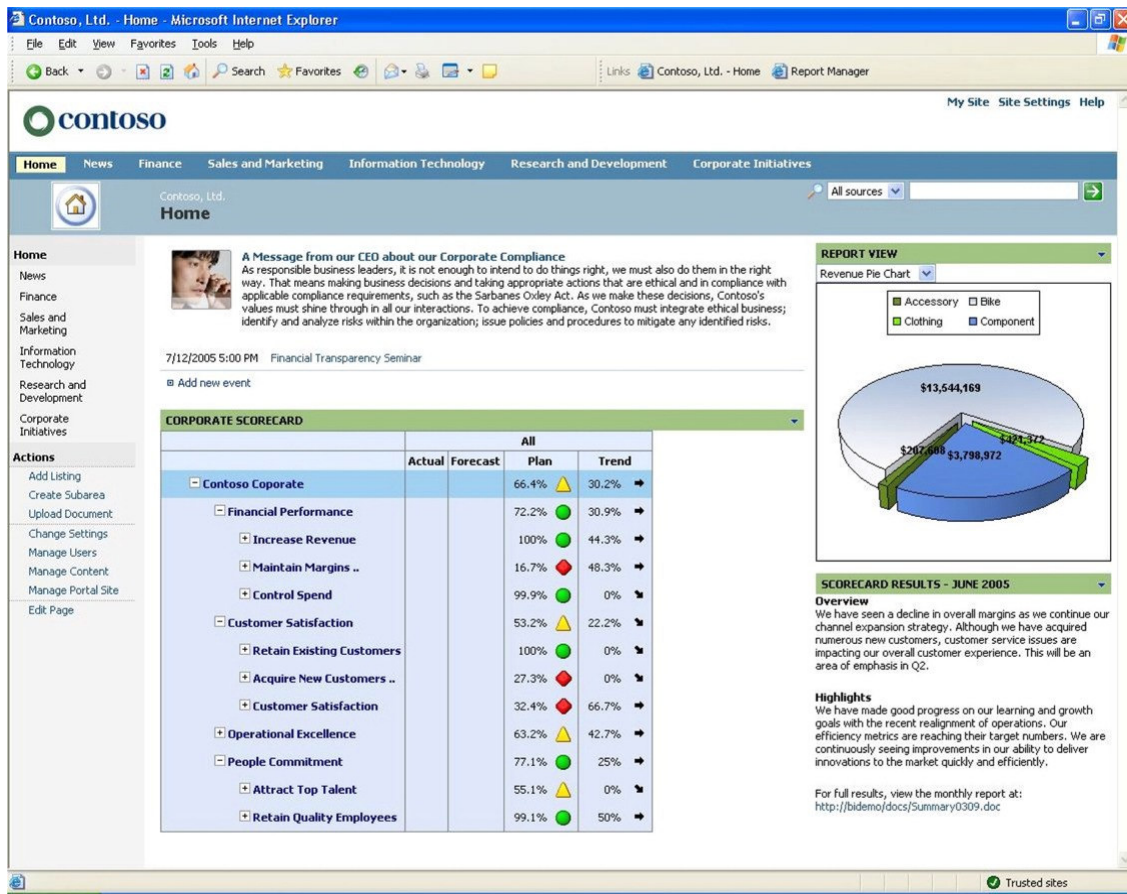 Contoso, Ltd. - Home - Microsoft Internet Explorer
File Edit View Favorites Tools Help
Back Search Favorites Links Contoso, Ltd. - Home Report Manager
My Site Site Settings Help
contoso
Home News Finance Sales and Marketing Information Technology Research and Development Corporate Initiatives
Contoso, Ltd.
Home
All sources
Home
News
Finance
Sales and
Marketing
Information
Technology
Research and
Development
Corporate
Initiatives
Actions
Add Listing
Create Subarea
Upload Document
Change Settings
Manage Users
Manage Content
Manage Portal Site
Edit Page
A Message from our CEO about our Corporate Compliance
As responsible business leaders, it is not enough to intend to do things right, we must also do them in the right
way. That means making business decisions and taking appropriate actions that are ethical and in compliance with
applicable compliance requirements, such as the Sarbanes Oxley Act. As we make these decisions, Contoso's
values must shine through in all our interactions. To achieve compliance, Contoso must integrate ethical business;
identify and analyze risks within the organization; issue policies and procedures to mitigate any identified risks.
7/12/2005 5:00 PM Financial Transparency Seminar
Add new event
CORPORATE SCORECARD
All
Actual Forecast Plan Trend
Contoso Coporate 66.4% 30.2%
Financial Performance 72.2% 30.9%
Increase Revenue 100% 44.3%
Maintain Margins .. 16.7% 48.3%
Control Spend 99.9% 0%
Customer Satisfaction 53.2% 22.2%
Retain Existing Customers 100% 0%
Acquire New Customers .. 27.3% 0%
Customer Satisfaction 32.4% 66.7%
Operational Excellence 63.2% 42.7%
People Commitment 77.1% 25%
Attract Top Talent 55.1% 0%
Retain Quality Employees 99.1% 50%
REPORT VIEW
Revenue Pie Chart
Accessory Bike
Clothing Component
$13,544,169
$3,798,972
SCORECARD RESULTS - JUNE 2005
Overview
We have seen a decline in overall margins as we continue our
channel expansion strategy. Although we have acquired
numerous new customers, customer service issues are
impacting our overall customer experience. This will be an
area of emphasis in Q2.
Highlights
We have made good progress on our learning and growth
goals with the recent realignment of operations. Our
efficiency metrics are reaching their target numbers. We are
continuously seeing improvements in our ability to deliver
innovations to the market quickly and efficiently.
For full results, view the monthly report at:
http://bidemo/docs/Summary0309.doc
Trusted sites